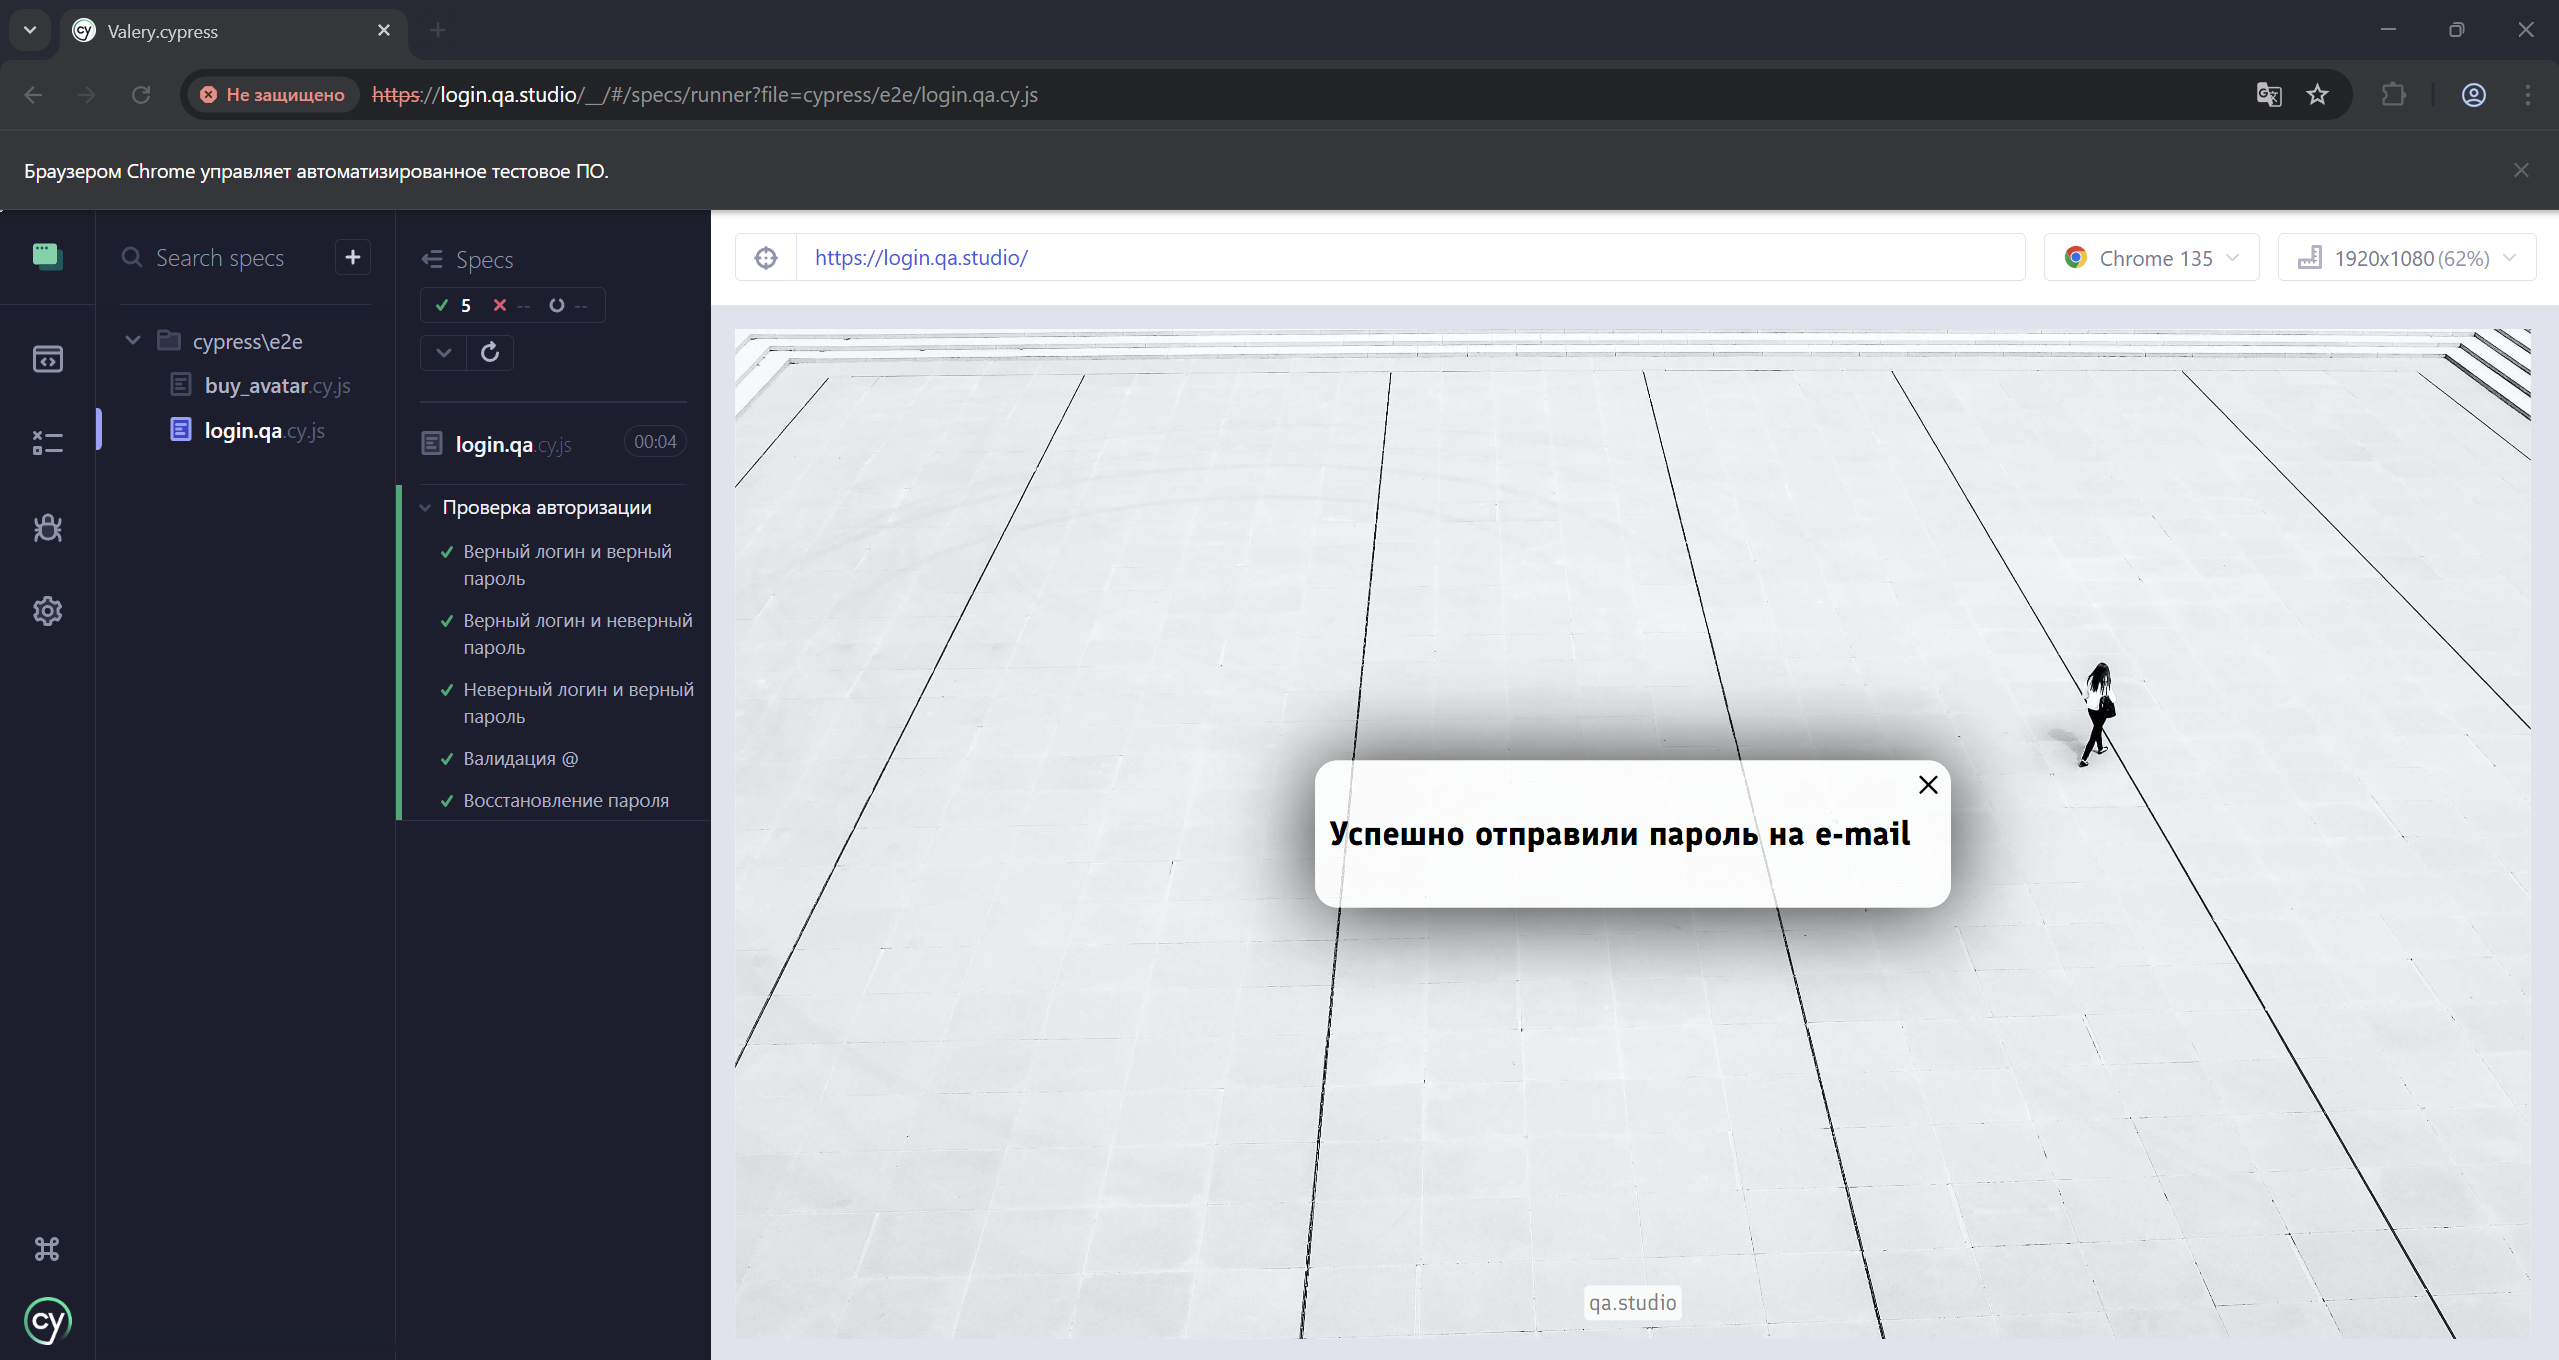 Valery.cypress
Не защищено
https://login.qa.studio/__/#/specs/runner?file=cypress/e2e/login.qa.cy.js
Браузером Chrome управляет автоматизированное тестовое ПО.
Search specs
cypress\e2e
buy_avatar.cy.js
login.qa.cy.js
Specs
5 -- --
login.qa.cy.js 00:04
Проверка авторизации
Верный логин и верный
пароль
Верный логин и неверный
пароль
Неверный логин и верный
пароль
Валидация @
Восстановление пароля
https://login.qa.studio/
Chrome 135
1920x1080 (62%)
Успешно отправили пароль на e-mail
qa.studio
cy